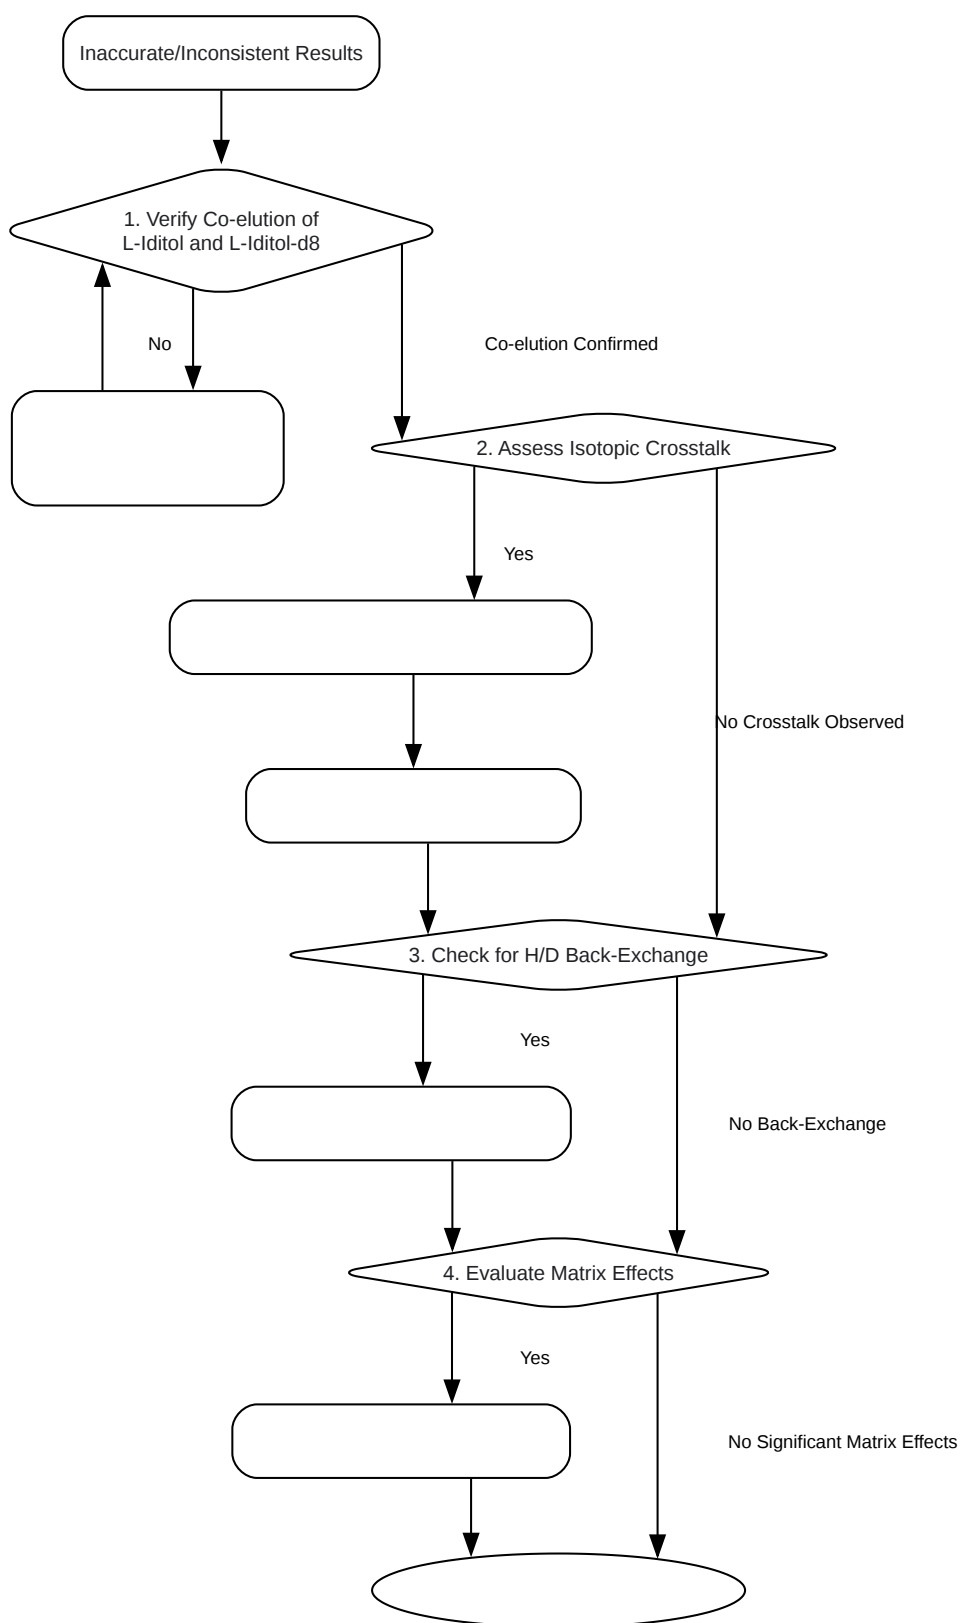 Inaccurate/Inconsistent Results
1. Verify Co-elution of
L-Iditol and L-Iditol-d8
No
Co-elution Confirmed
2. Assess Isotopic Crosstalk
Yes
No Crosstalk Observed
3. Check for H/D Back-Exchange
Yes
No Back-Exchange
4. Evaluate Matrix Effects
Yes
No Significant Matrix Effects